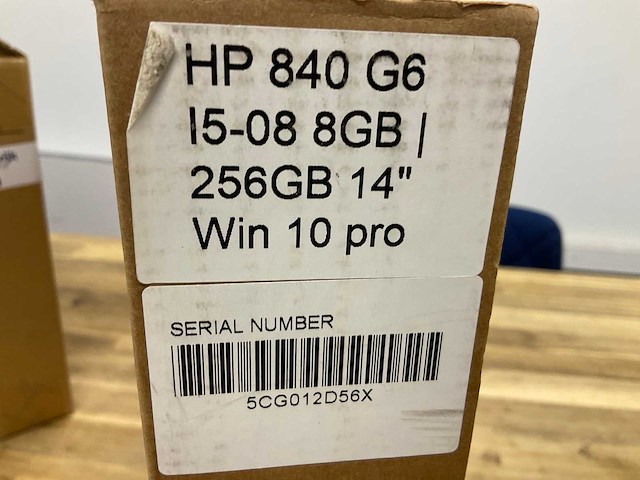 HP 840 G6
I5-08 8GB |
256GB 14"
Win 10 pro
SERIAL NUMBER
5CG012D56X